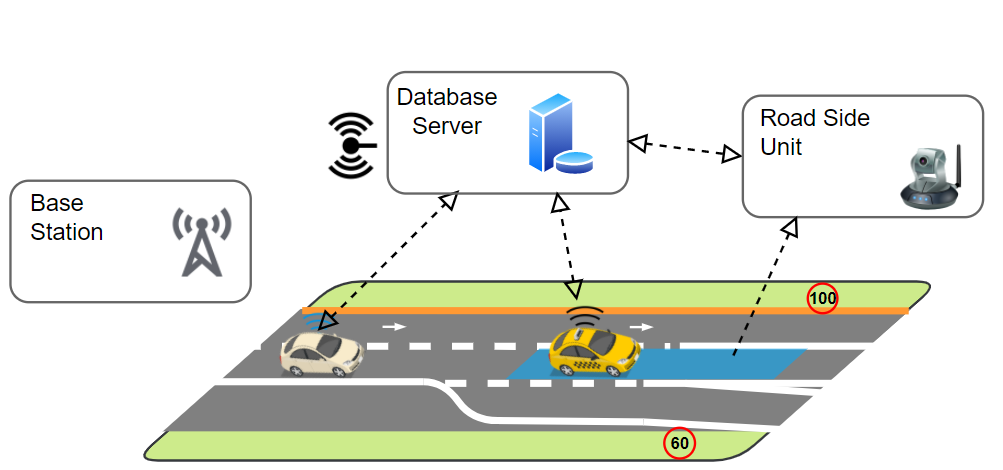 Database
Server
Road Side
Unit
Base
Station
100
60